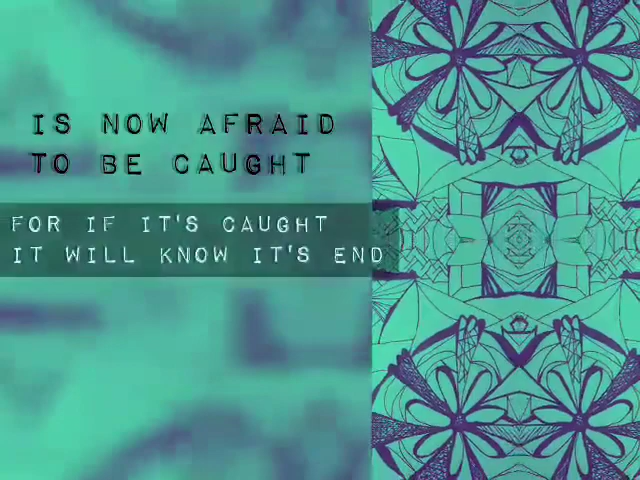 IS NOW AFRAID
TO BE CAUGHT
FOR IF IT'S CAUGHT
IT WILL KNOW IT'S END